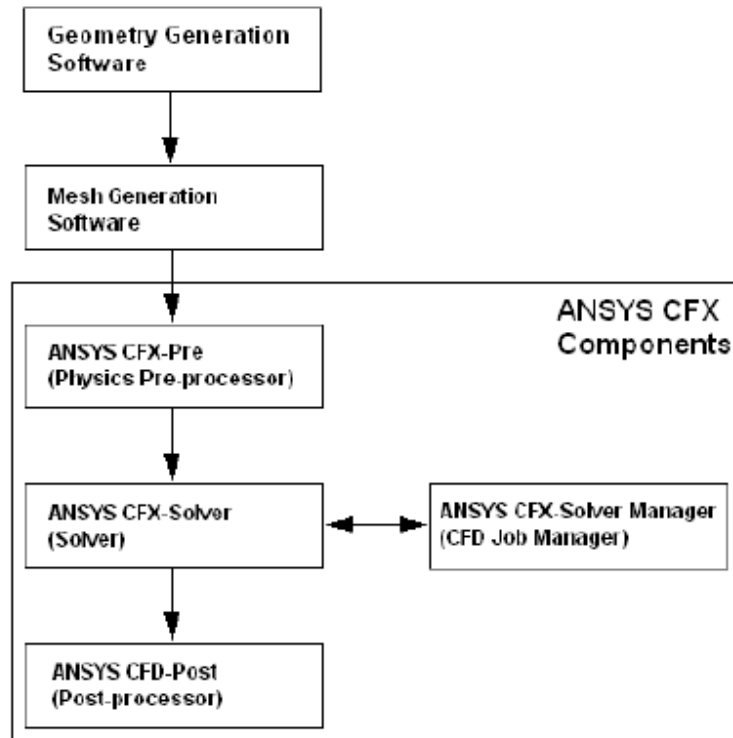 Geometry Generation
Software
Mesh Generation
Software
ANSYS CFX
Components
ANSYS CFX-Pre
(Physics Pre-processor)
ANSYS CFX-Solver
(Solver)
ANSYS CFX-Solver Manager
(CFD Job Manager)
ANSYS CFD-Post
(Post-processor)